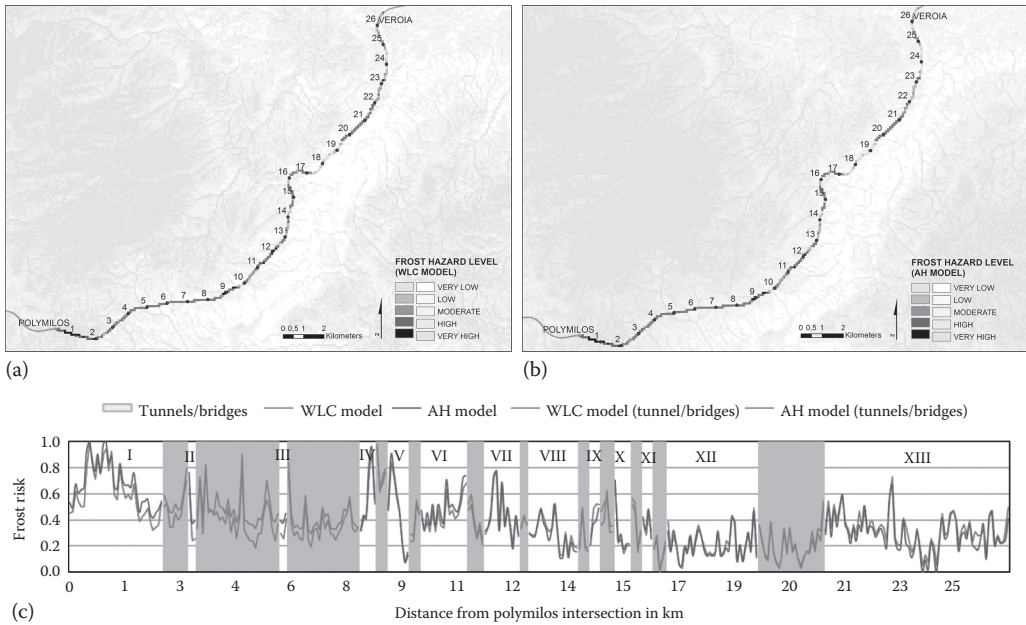 26 VEROIA
25
24
23
22
21
20
19
18
17
16
15
14
13
12
11
10
9
8
7
6
5
4
3
POLYMILOS
1
2
FROST HAZARD LEVEL
(WLC MODEL)
VERY LOW
LOW
MODERATE
HIGH
VERY HIGH
0 0,5 1 2
Kilometers
(a)
26 VEROIA
25
24
23
22
21
20
19
18
17
16
15
14
13
12
11
10
9
8
7
6
5
4
3
POLYMILOS
1
2
FROST HAZARD LEVEL
(AH MODEL)
VERY LOW
LOW
MODERATE
HIGH
VERY HIGH
0 0,5 1 2
Kilometers
(b)
Tunnels/bridges WLC model AH model WLC model (tunnel/bridges) AH model (tunnels/bridges)
I II III IV V VI VII VIII IX X XI XII XIII
1.0
0.8
0.6
0.4
0.2
0.0
Frost risk
0 1 3 4 6 8 9 11 12 13 15 17 19 20 21 23 25
Distance from polymilos intersection in km
(c)